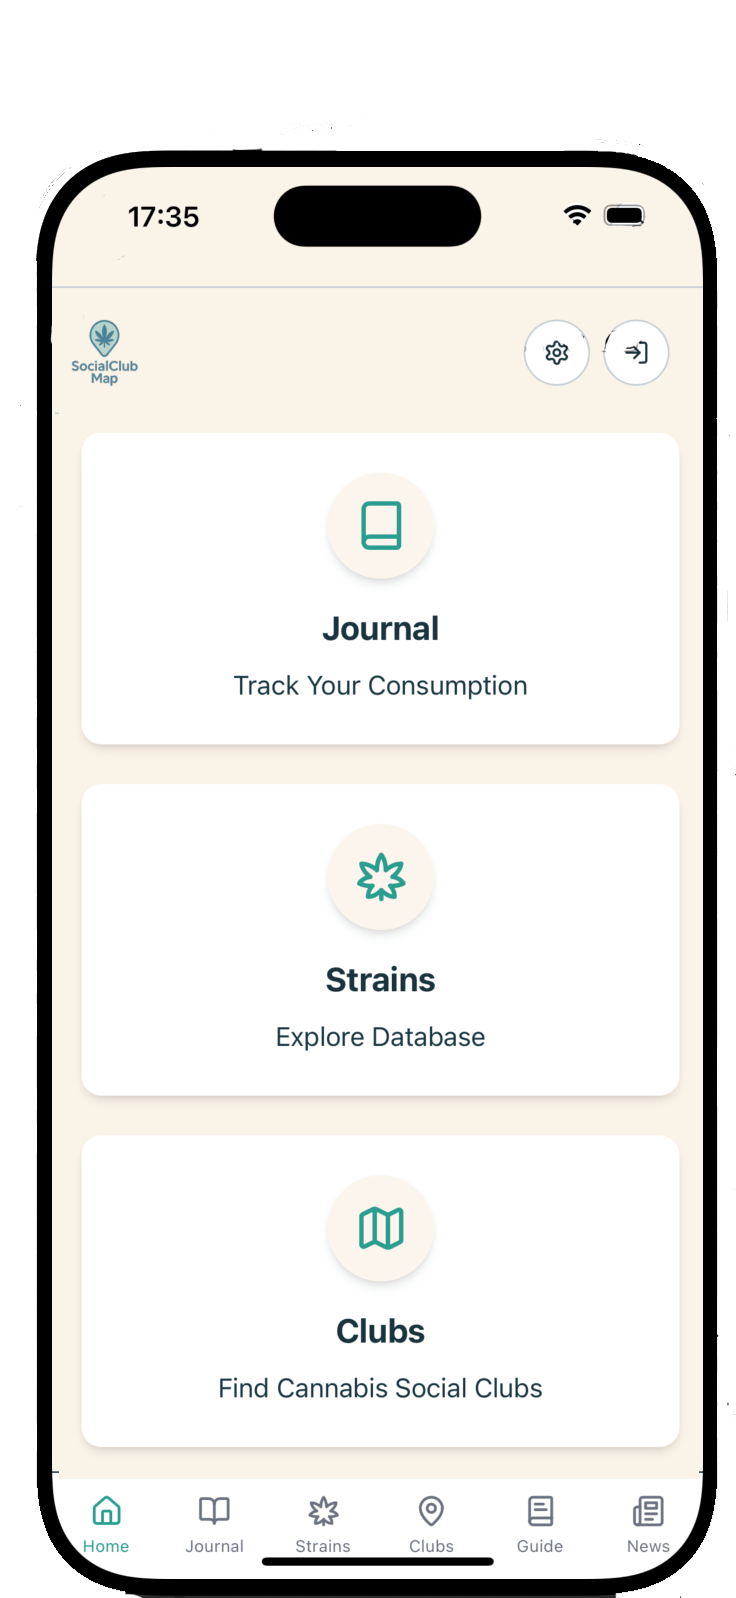 17:35
SocialClub
Map
Journal
Track Your Consumption
Strains
Explore Database
Clubs
Find Cannabis Social Clubs
Home Journal Strains Clubs Guide News